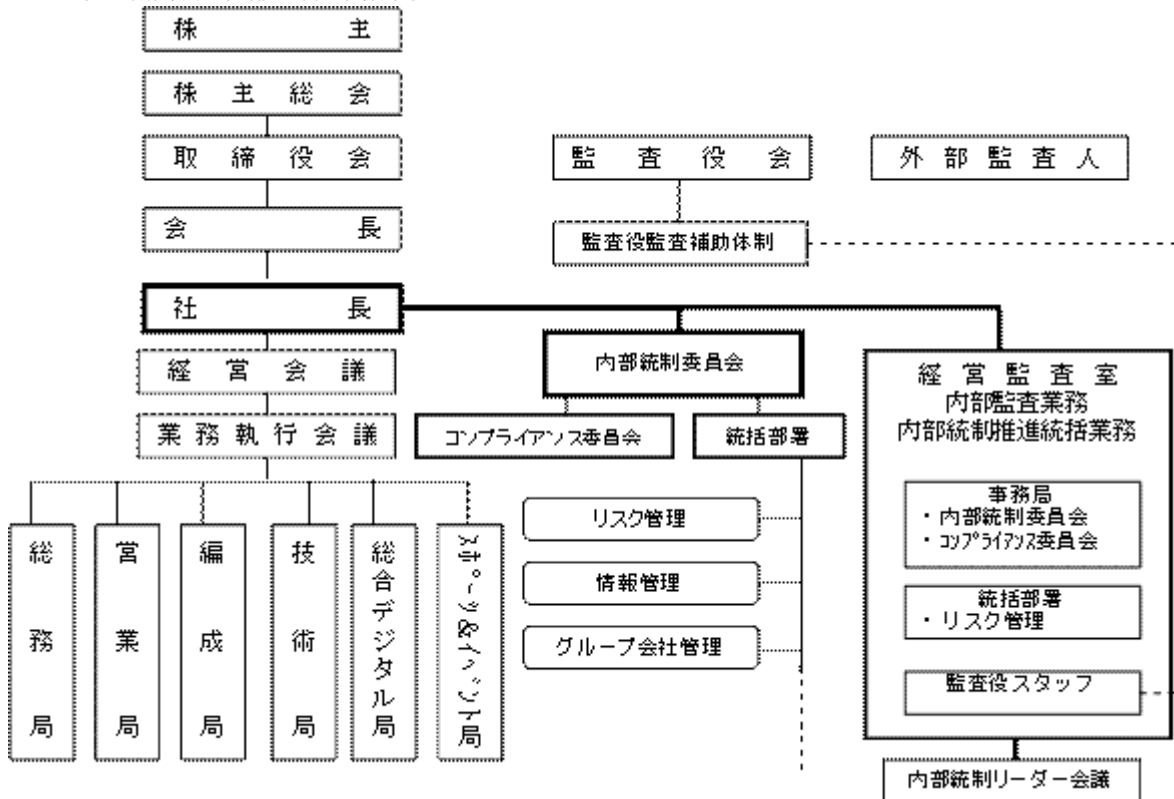 株主
株主総会
取締役会
監査役会
外部監査人
会長
監査役監査補助体制
社長
内部統制委員会
経営会議
業務執行会議
コンプライアンス委員会
統括部署
経営監査室
内部監査業務
内部統制推進統括業務
事務局
・内部統制委員会
・コンプライアンス委員会
統括部署
・リスク管理
監査役スタッフ
リスク管理
情報管理
グループ会社管理
総務局
営業局
編成局
技術局
総合デジタル局
スポーツ&イベント局
内部統制リーダー会議